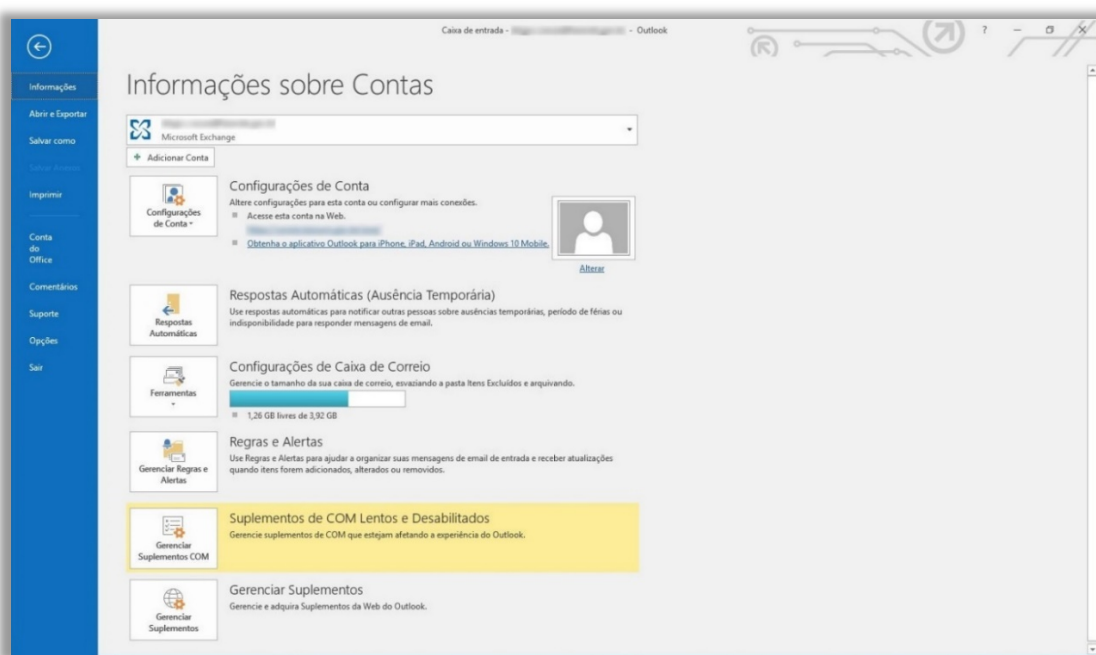 Caixa de entrada - - Outlook
?
Informações
Abrir e Exportar
Salvar como
Salvar Anexos
Imprimir
Conta
do
Office
Comentários
Suporte
Opções
Sair
Informações sobre Contas
Microsoft Exchange
Adicionar Conta
Configurações
de Conta
Configurações de Conta
Altere configurações para esta conta ou configurar mais conexões.
Acesse esta conta na Web.
Obtenha o aplicativo Outlook para iPhone, iPad, Android ou Windows 10 Mobile.
Alterar
Respostas
Automáticas
Respostas Automáticas (Ausência Temporária)
Use respostas automáticas para notificar outras pessoas sobre ausências temporárias, período de férias ou
indisponibilidade para responder mensagens de email.
Ferramentas
Configurações de Caixa de Correio
Gerencie o tamanho da sua caixa de correio, esvaziando a pasta Itens Excluídos e arquivando.
1,26 GB livres de 3,92 GB
Gerenciar Regras e
Alertas
Regras e Alertas
Use Regras e Alertas para ajudar a organizar suas mensagens de email de entrada e receber atualizações
quando itens forem adicionados, alterados ou removidos.
Gerenciar
Suplementos COM
Suplementos de COM Lentos e Desabilitados
Gerencie suplementos de COM que estejam afetando a experiência do Outlook.
Gerenciar
Suplementos
Gerenciar Suplementos
Gerencie e adquira Suplementos da Web do Outlook.